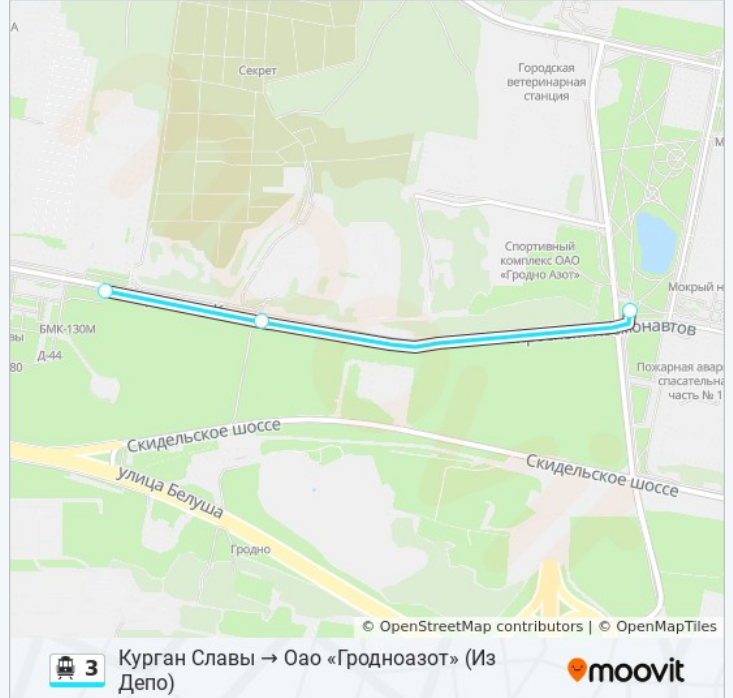 А
Секрет
Городская
ветеринарная
станция
М
Спортивный
комплекс ОАО
«Гродно Азот»
Мокрый н
БМК-130М
вы
Д-44
80
Пожарная авар
спасательна
часть № 1
Скидельское шоссе
Скидельское шоссе
улица Белуша
Гродно
© OpenStreetMap contributors | © OpenMapTiles
3
Курган Славы → Оао «Гродноазот» (Из
Депо)
moovit